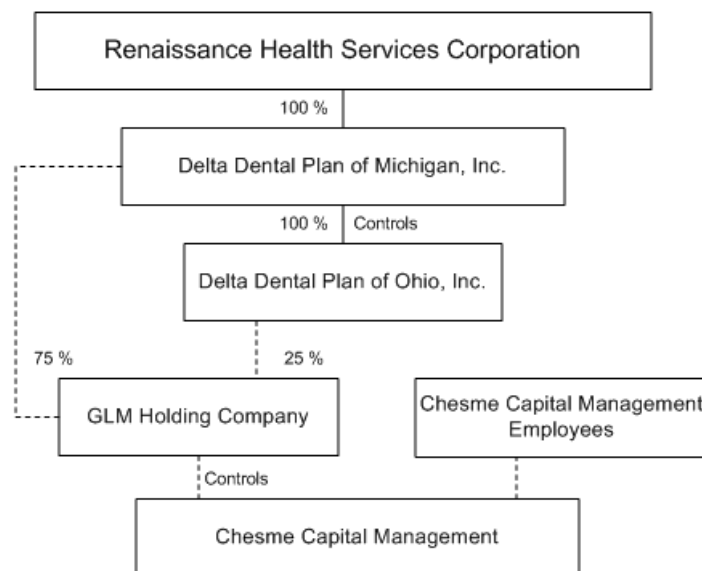 Renaissance Health Services Corporation
100 %
Delta Dental Plan of Michigan, Inc.
100 % Controls
Delta Dental Plan of Ohio, Inc.
75 % 25 %
GLM Holding Company
Chesme Capital Management
Employees
Controls
Chesme Capital Management